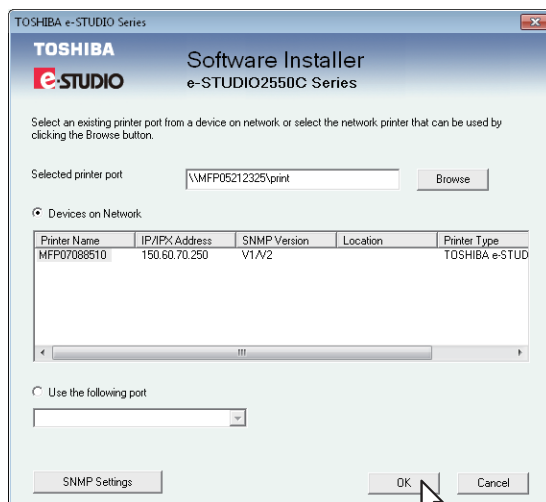 TOSHIBA e-STUDIO Series
TOSHIBA
e-STUDIO
Software Installer
e-STUDIO2550C Series
Select an existing printer port from a device on network or select the network printer that can be used by
clicking the Browse button.
Selected printer port
\\MFP05212325\print
Browse
Devices on Network
Printer Name IP/IPX Address SNMP Version Location Printer Type
MFP07088510 150.60.70.250 V1/V2 TOSHIBA e-STUD
Use the following port
SNMP Settings
OK
Cancel